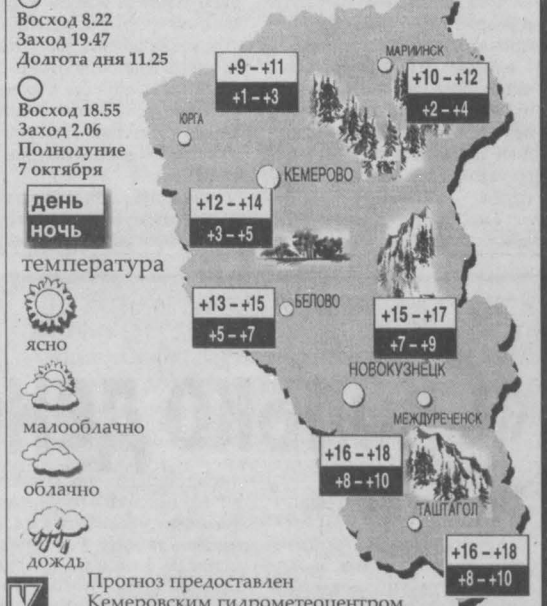 Восход 8.22
Заход 19.47
Долгота дня 11.25
Восход 18.55
Заход 2.06
Полнолуние
7 октября
день
ночь
температура
ясно
малооблачно
облачно
дождь
+9 – +11
+1 – +3
МАРИИНСК
+10 – +12
+2 – +4
ЮРГА
КЕМЕРОВО
+12 – +14
+3 – +5
+13 – +15
+5 – +7
БЕЛОВО
+15 – +17
+7 – +9
НОВОКУЗНЕЦК
МЕЖДУРЕЧЕНСК
+16 – +18
+8 – +10
ТАШТАГОЛ
+16 – +18
+8 – +10
Прогноз предоставлен
Кемеровским гидрометеоцентром